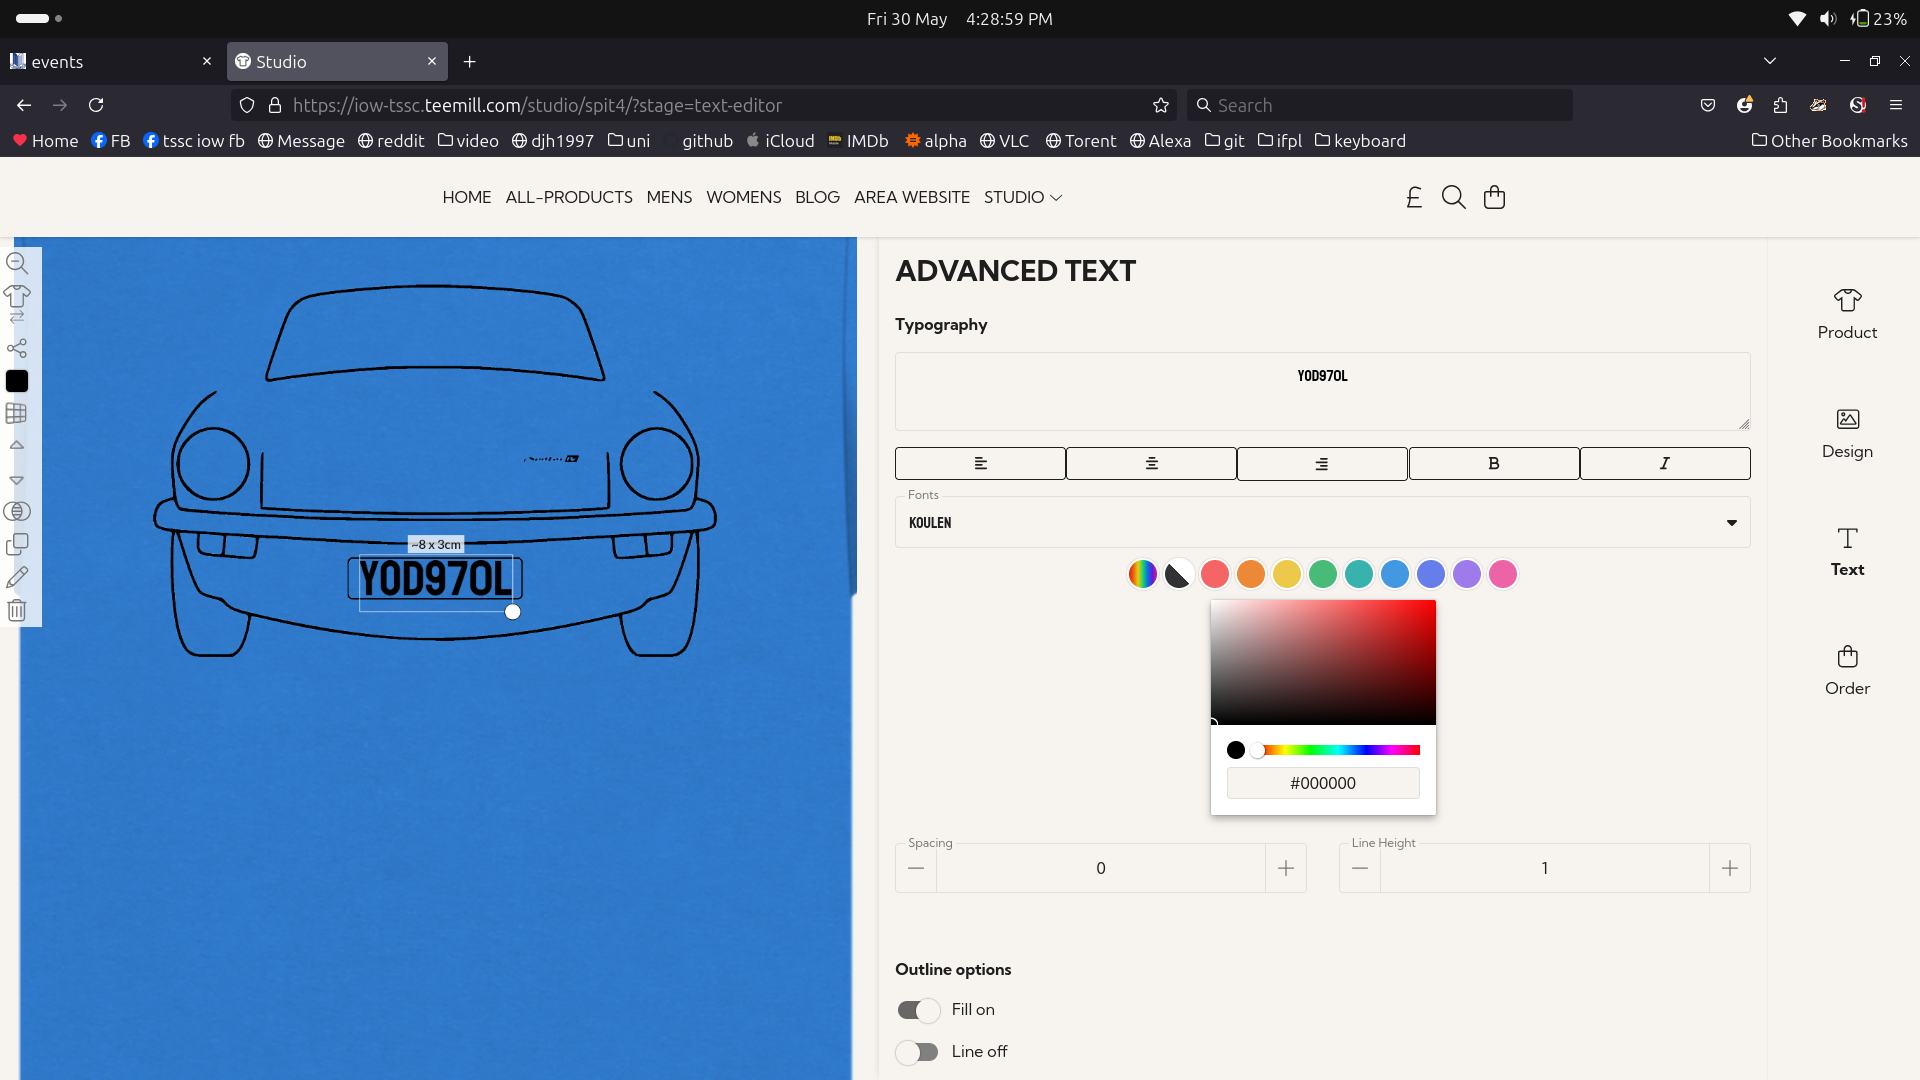 Fri 30 May 4:28:59 PM
23%
events
Studio
https://iow-tssc.teemill.com/studio/spit4/?stage=text-editor
Search
Home FB tssc iow fb Message reddit video djh1997 uni github iCloud IMDb alpha VLC Torent Alexa git ifpl keyboard Other Bookmarks
HOME ALL-PRODUCTS MENS WOMENS BLOG AREA WEBSITE STUDIO £
ADVANCED TEXT
Typography
YOD970L
B I
Fonts
KOULEN
#000000
Spacing
0
Line Height
1
Outline options
Fill on
Line off
Product
Design
Text
Order
~8 x 3cm
YOD970L